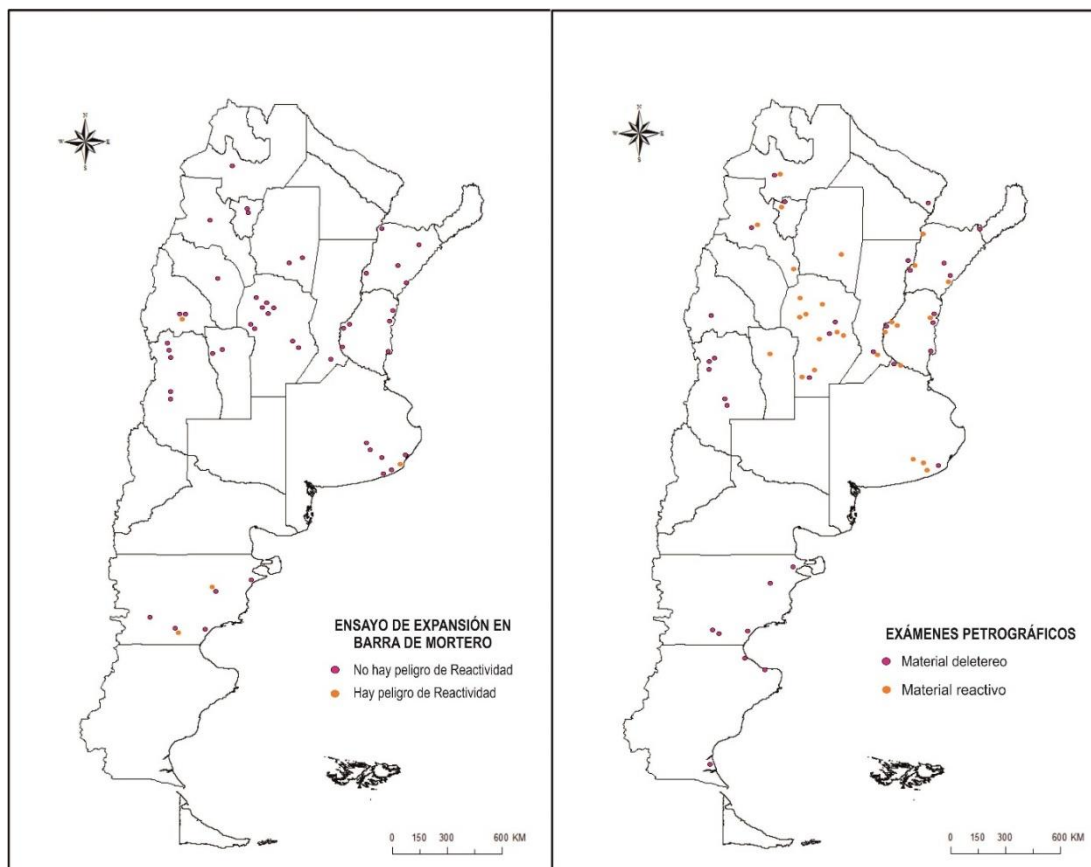 N
W
E
S
ENSAYO DE EXPANSIÓN EN
BARRA DE MORTERO
No hay peligro de Reactividad
Hay peligro de Reactividad
0 150 300 600 KM
N
W
E
S
EXÁMENES PETROGRÁFICOS
Material deletereo
Material reactivo
0 150 300 600 KM